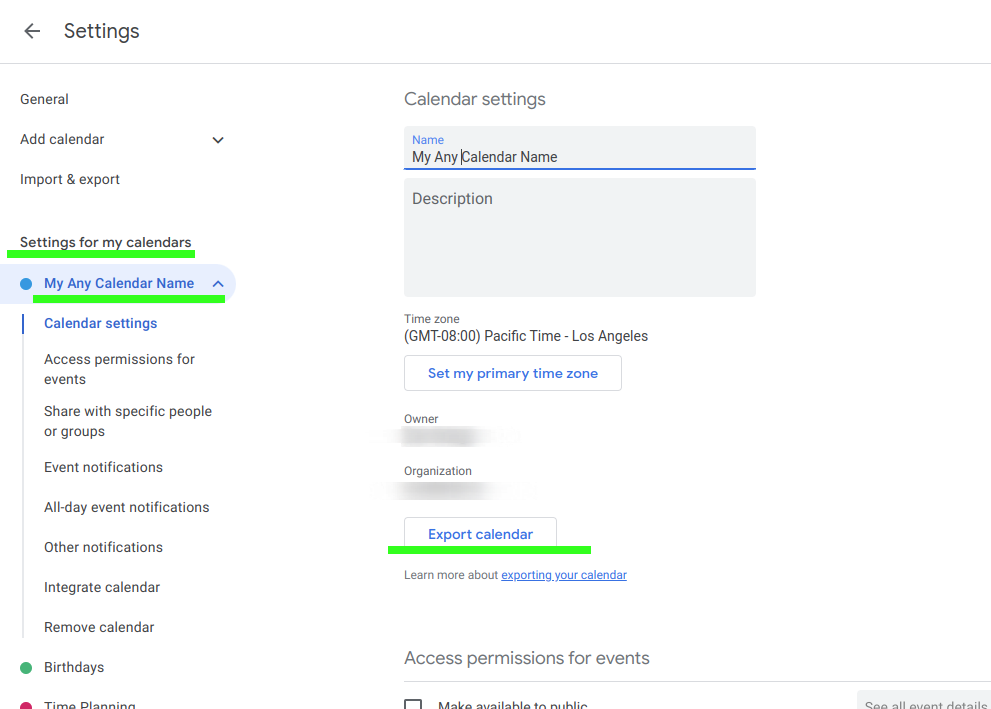 Settings
General
Add calendar
Import & export
Settings for my calendars
My Any Calendar Name
Calendar settings
Access permissions for
events
Share with specific people
or groups
Event notifications
All-day event notifications
Other notifications
Integrate calendar
Remove calendar
Birthdays
Time Planning
Calendar settings
Name
My Any Calendar Name
Description
Time zone
(GMT-08:00) Pacific Time - Los Angeles
Set my primary time zone
Owner
Organization
Export calendar
Learn more about exporting your calendar
Access permissions for events
Make available to public
See all event details